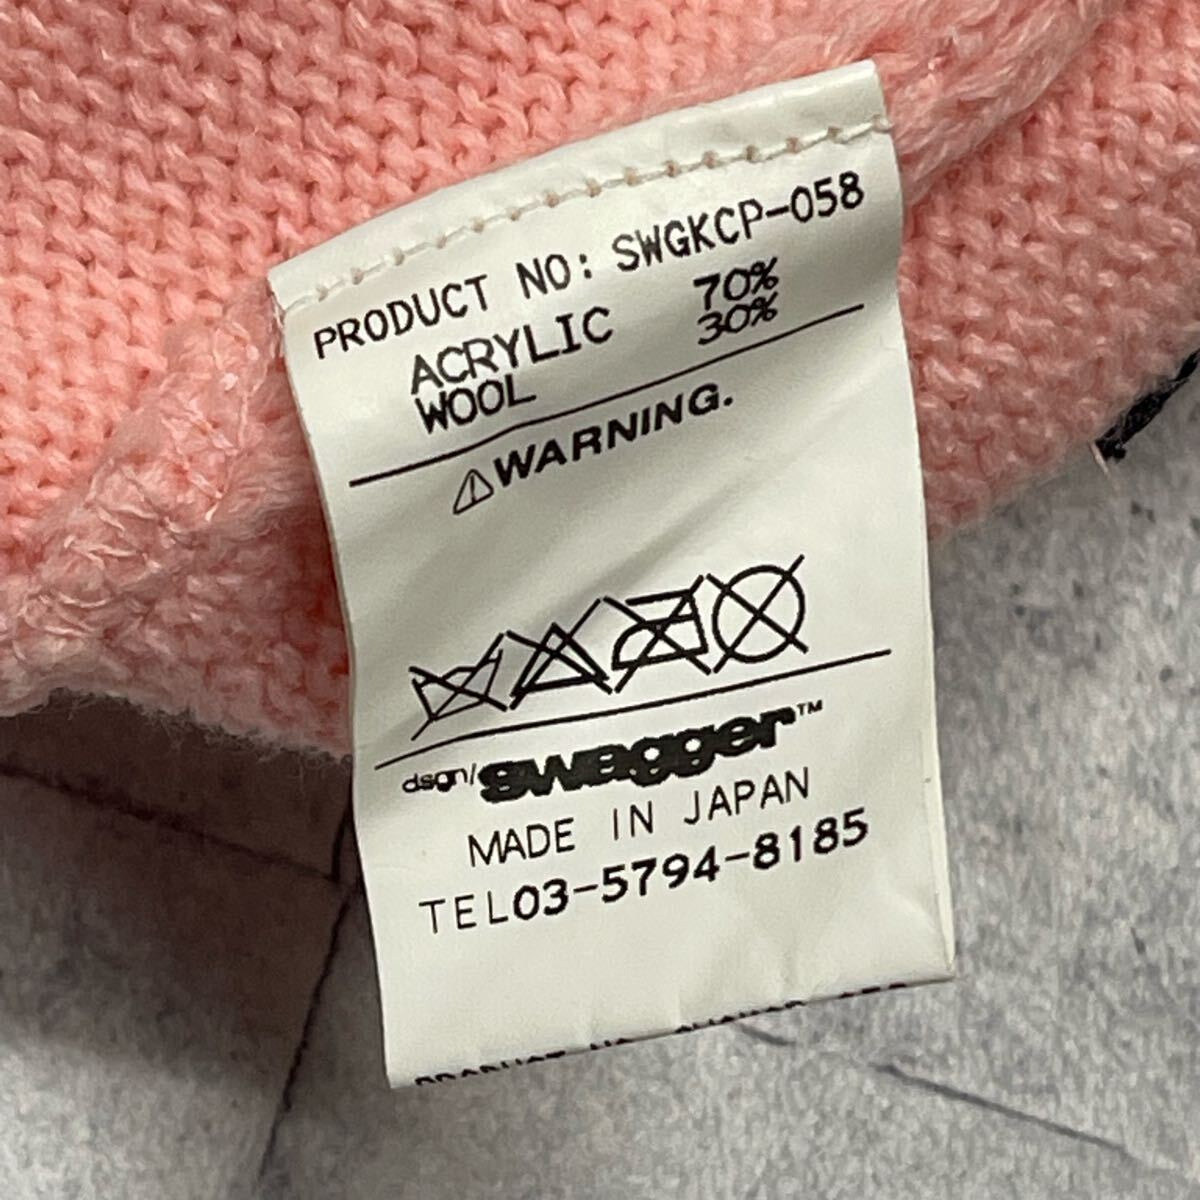 PRODUCT NO: SWGKCP-058
ACRYLIC 70%
WOOL 30%
⚠WARNING.
dsgn/swagger™
MADE IN JAPAN
TEL03-5794-8185